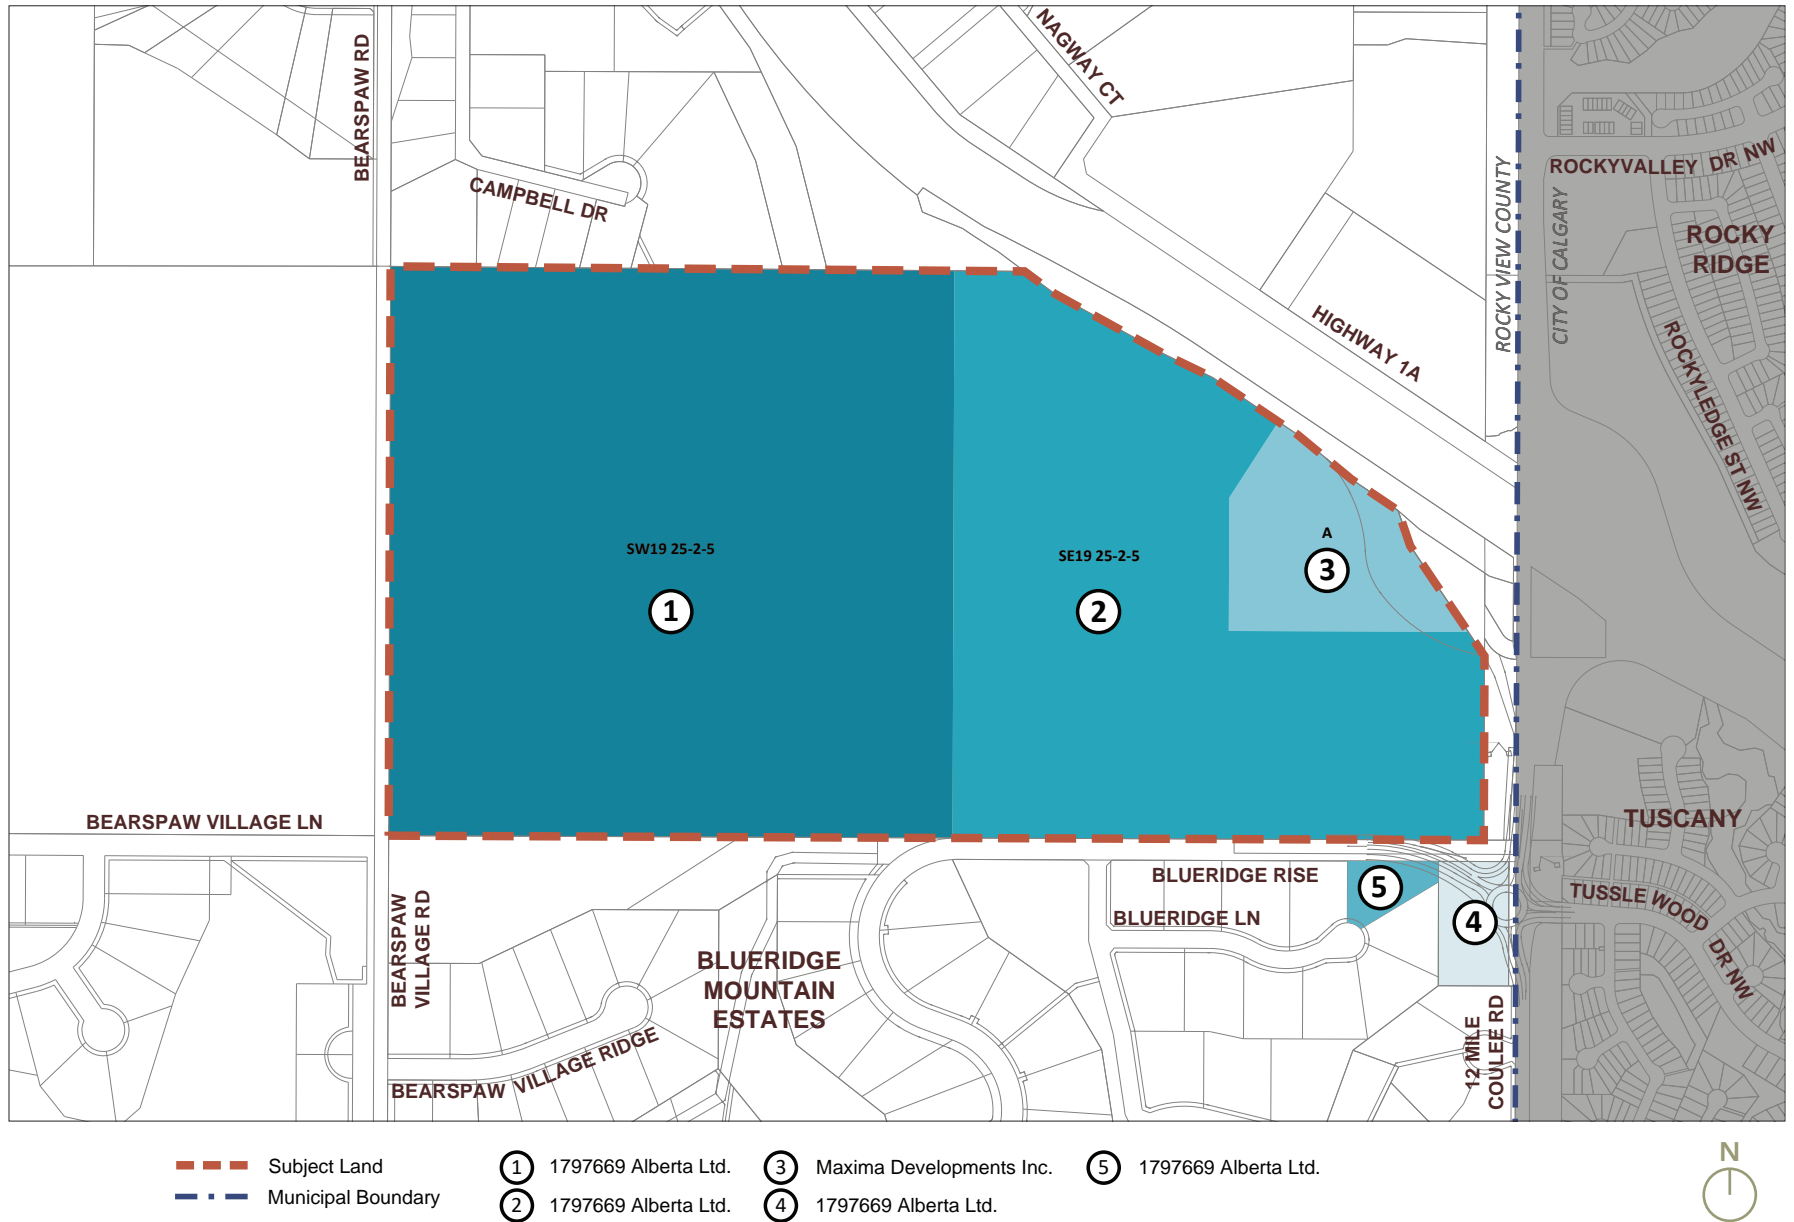 BEARSPAW RD
NAGWAY CT
CAMPBELL DR
ROCKY VIEW COUNTY
CITY OF CALGARY
ROCKYVALLEY DR NW
ROCKY
RIDGE
HIGHWAY 1A
ROCKYLEDGE ST NW
SW19 25-2-5
1
SE19 25-2-5
2
A
3
BEARSPAW VILLAGE LN
TUSCANY
BLUERIDGE RISE
5
BLUERIDGE LN
4
TUSSLE WOOD DR NW
BEARSPAW
VILLAGE RD
BLUERIDGE
MOUNTAIN
ESTATES
BEARSPAW VILLAGE RIDGE
12 MILE
COULEE RD
Subject Land
Municipal Boundary
1 1797669 Alberta Ltd.
2 1797669 Alberta Ltd.
3 Maxima Developments Inc.
4 1797669 Alberta Ltd.
5 1797669 Alberta Ltd.
N